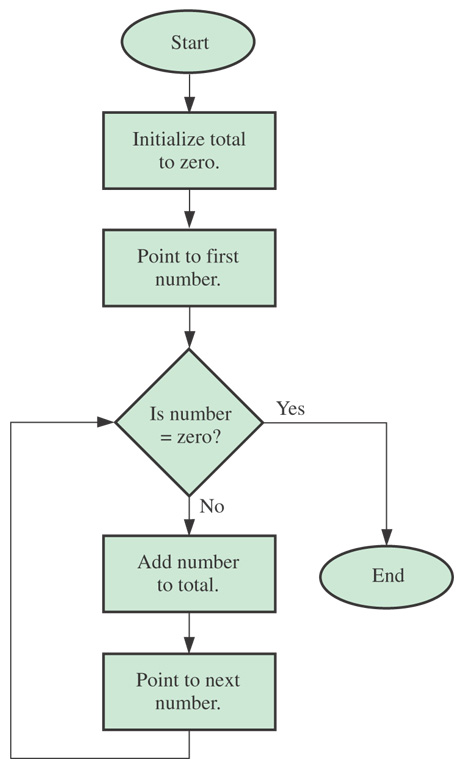 Start
Initialize total
to zero.
Point to first
number.
Is number
= zero?
Yes
No
Add number
to total.
End
Point to next
number.